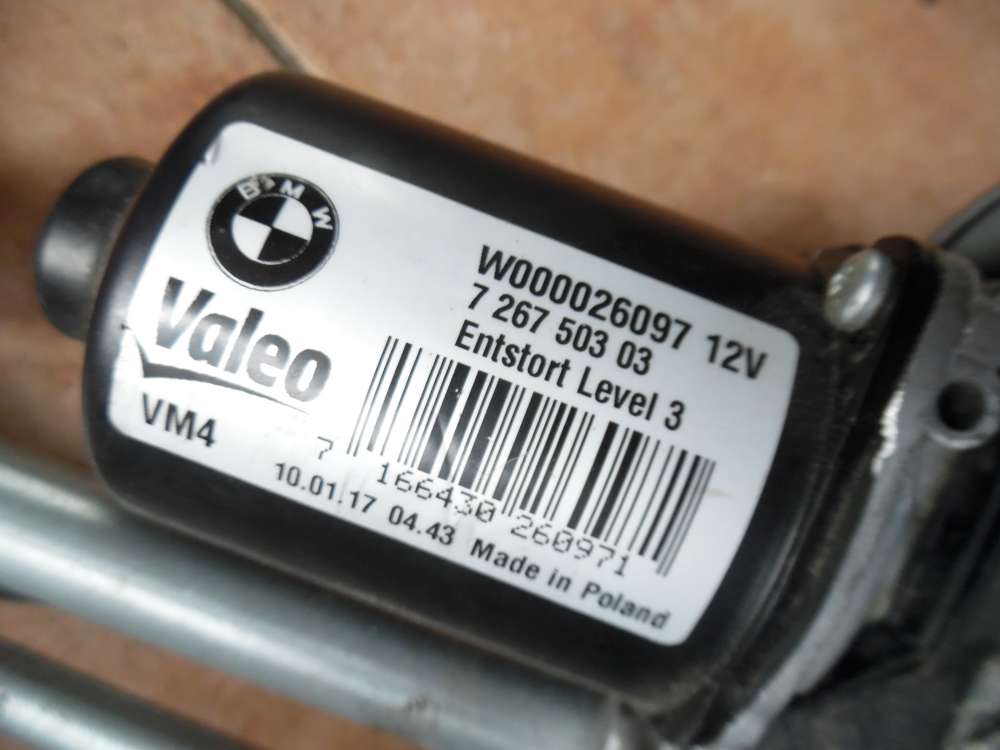 BMW
Valeo
VM4
W000026097 12V
7 267 503 03
Entstort Level 3
7 166430 260971
10.01.17 04.43 Made in Poland